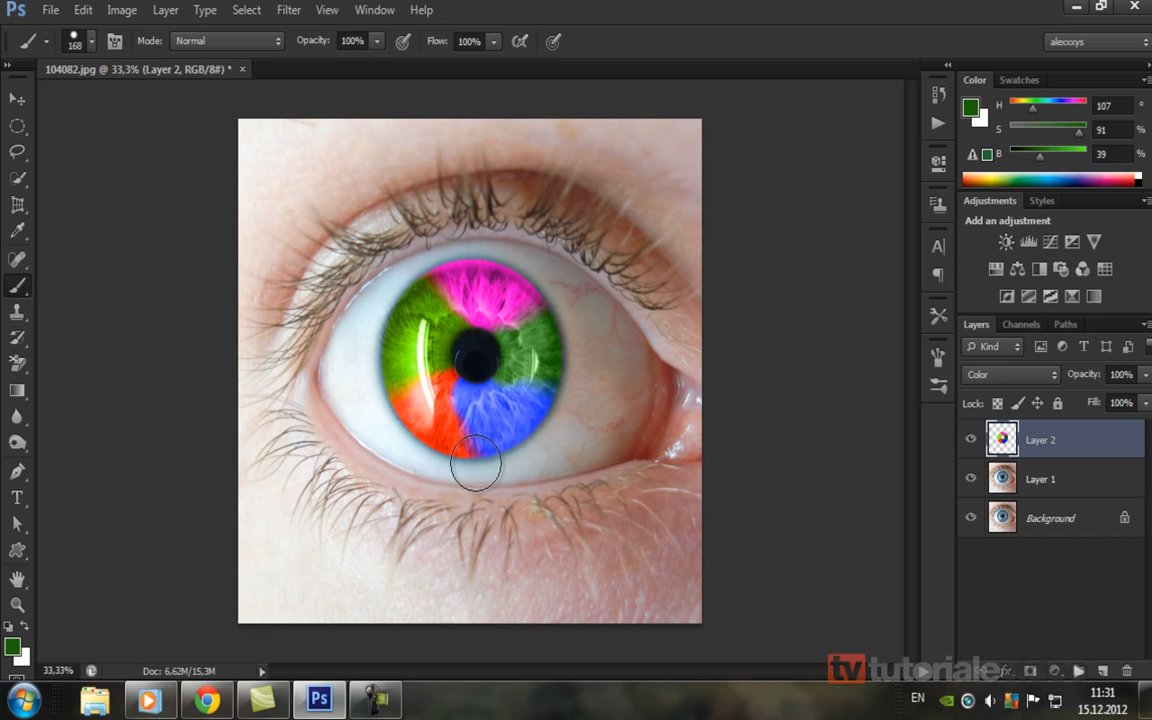 Ps File Edit Image Layer Type Select Filter View Window Help
168 Mode: Normal Opacity: 100% Flow: 100% alexxxys
104082.jpg @ 33,3% (Layer 2, RGB/8#) * ×
Color Swatches
H 107 °
S 91 %
B 39 %
Adjustments Styles
Add an adjustment
Layers Channels Paths
Kind
Color Opacity: 100%
Lock: Fill: 100%
Layer 2
Layer 1
Background
33,33% Doc: 6,62M/15,3M
tv tutoriale
Ps EN 11:31
15.12.2012